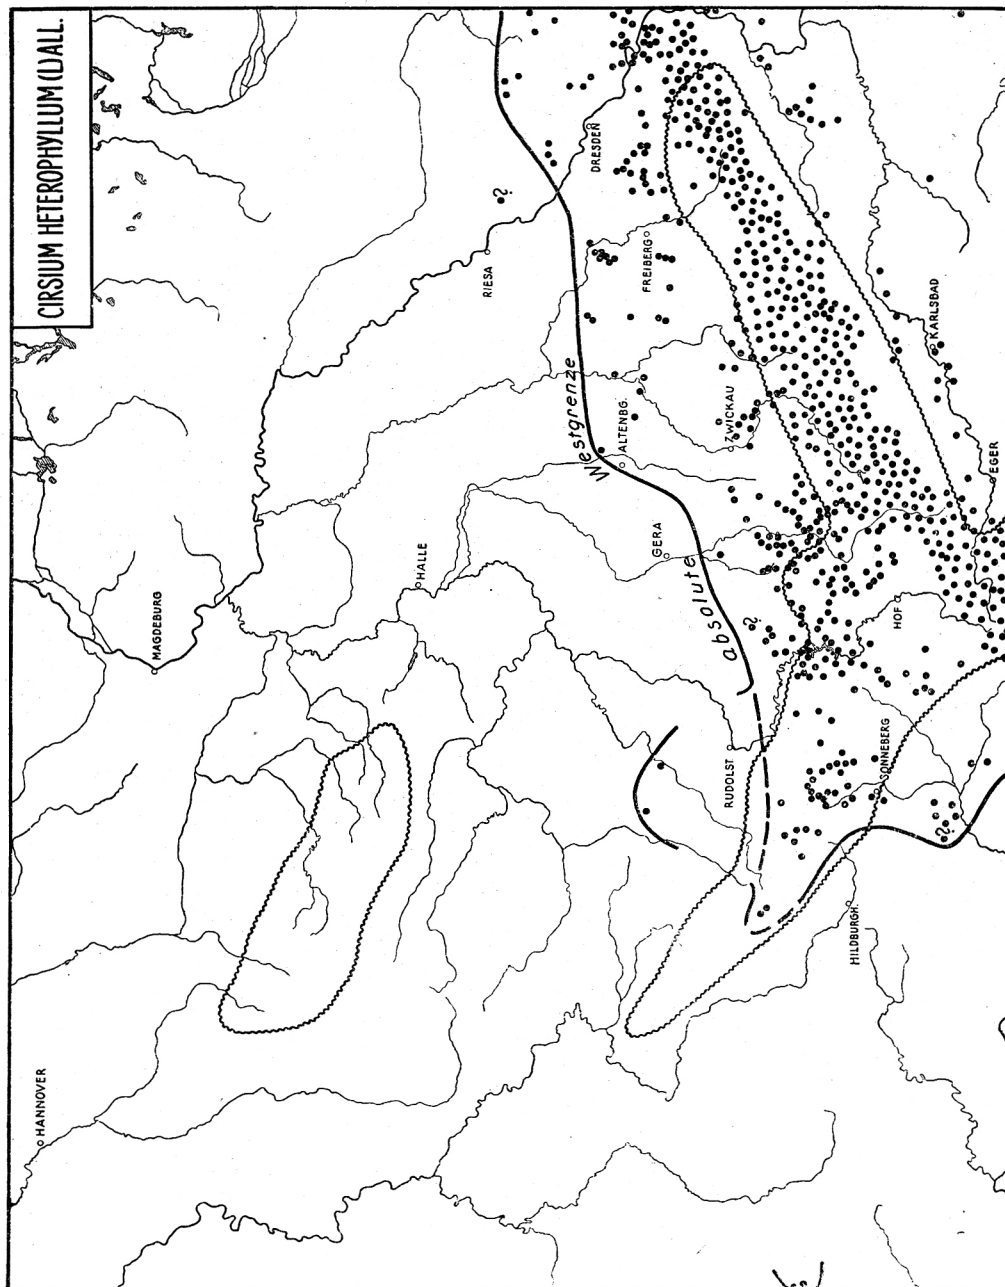 CIRSIUM HETEROPHYLLUM (L) ALL.
HANNOVER
MAGDEBURG
HALLE
RIESA
DRESDEN
FREIBERG
ALTENBG.
ZWICKAU
GERA
KARLSBAD
EGER
HOF
RUDOLST
SONNEBERG
HILDBURGH.
absolute Westgrenze
?
?
?